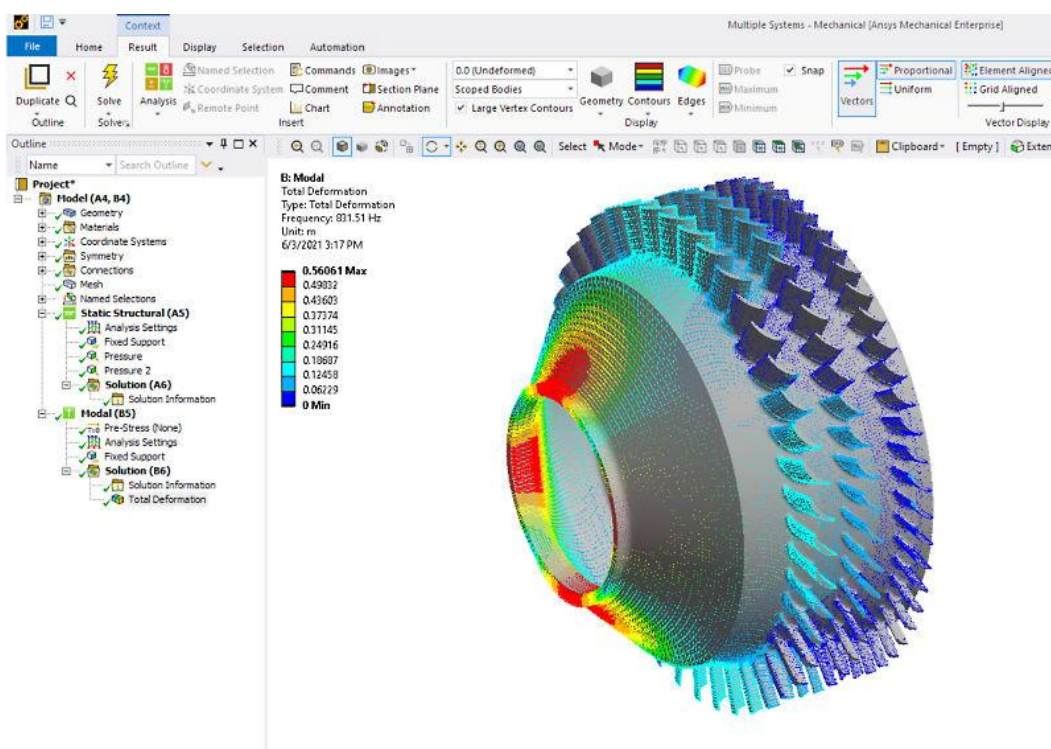 Context
Multiple Systems - Mechanical [Ansys Mechanical Enterprise]
File Home Result Display Selection Automation
Duplicate
Outline
Solve
Solvers
Analysis
Named Selection
Coordinate System
Remote Point
Commands
Comment
Chart
Images
Section Plane
Annotation
Insert
0.0 (Undeformed)
Scoped Bodies
Large Vertex Contours
Geometry Contours Edges
Display
Probe
Maximum
Minimum
Snap
Vectors
Proportional
Uniform
Element Aligned
Grid Aligned
Vector Display
Outline
Name Search Outline
Select Mode Clipboard [ Empty ] Exten
Project*
Model (A4, B4)
Geometry
Materials
Coordinate Systems
Symmetry
Connections
Mesh
Named Selections
Static Structural (A5)
Analysis Settings
Fixed Support
Pressure
Pressure 2
Solution (A6)
Solution Information
Modal (B5)
Pre-Stress (None)
Analysis Settings
Fixed Support
Solution (B6)
Solution Information
Total Deformation
B: Modal
Total Deformation
Type: Total Deformation
Frequency: 831.51 Hz
Unit: m
6/3/2021 3:17 PM
0.56061 Max
0.49832
0.43603
0.37374
0.31145
0.24916
0.18687
0.12458
0.06229
0 Min